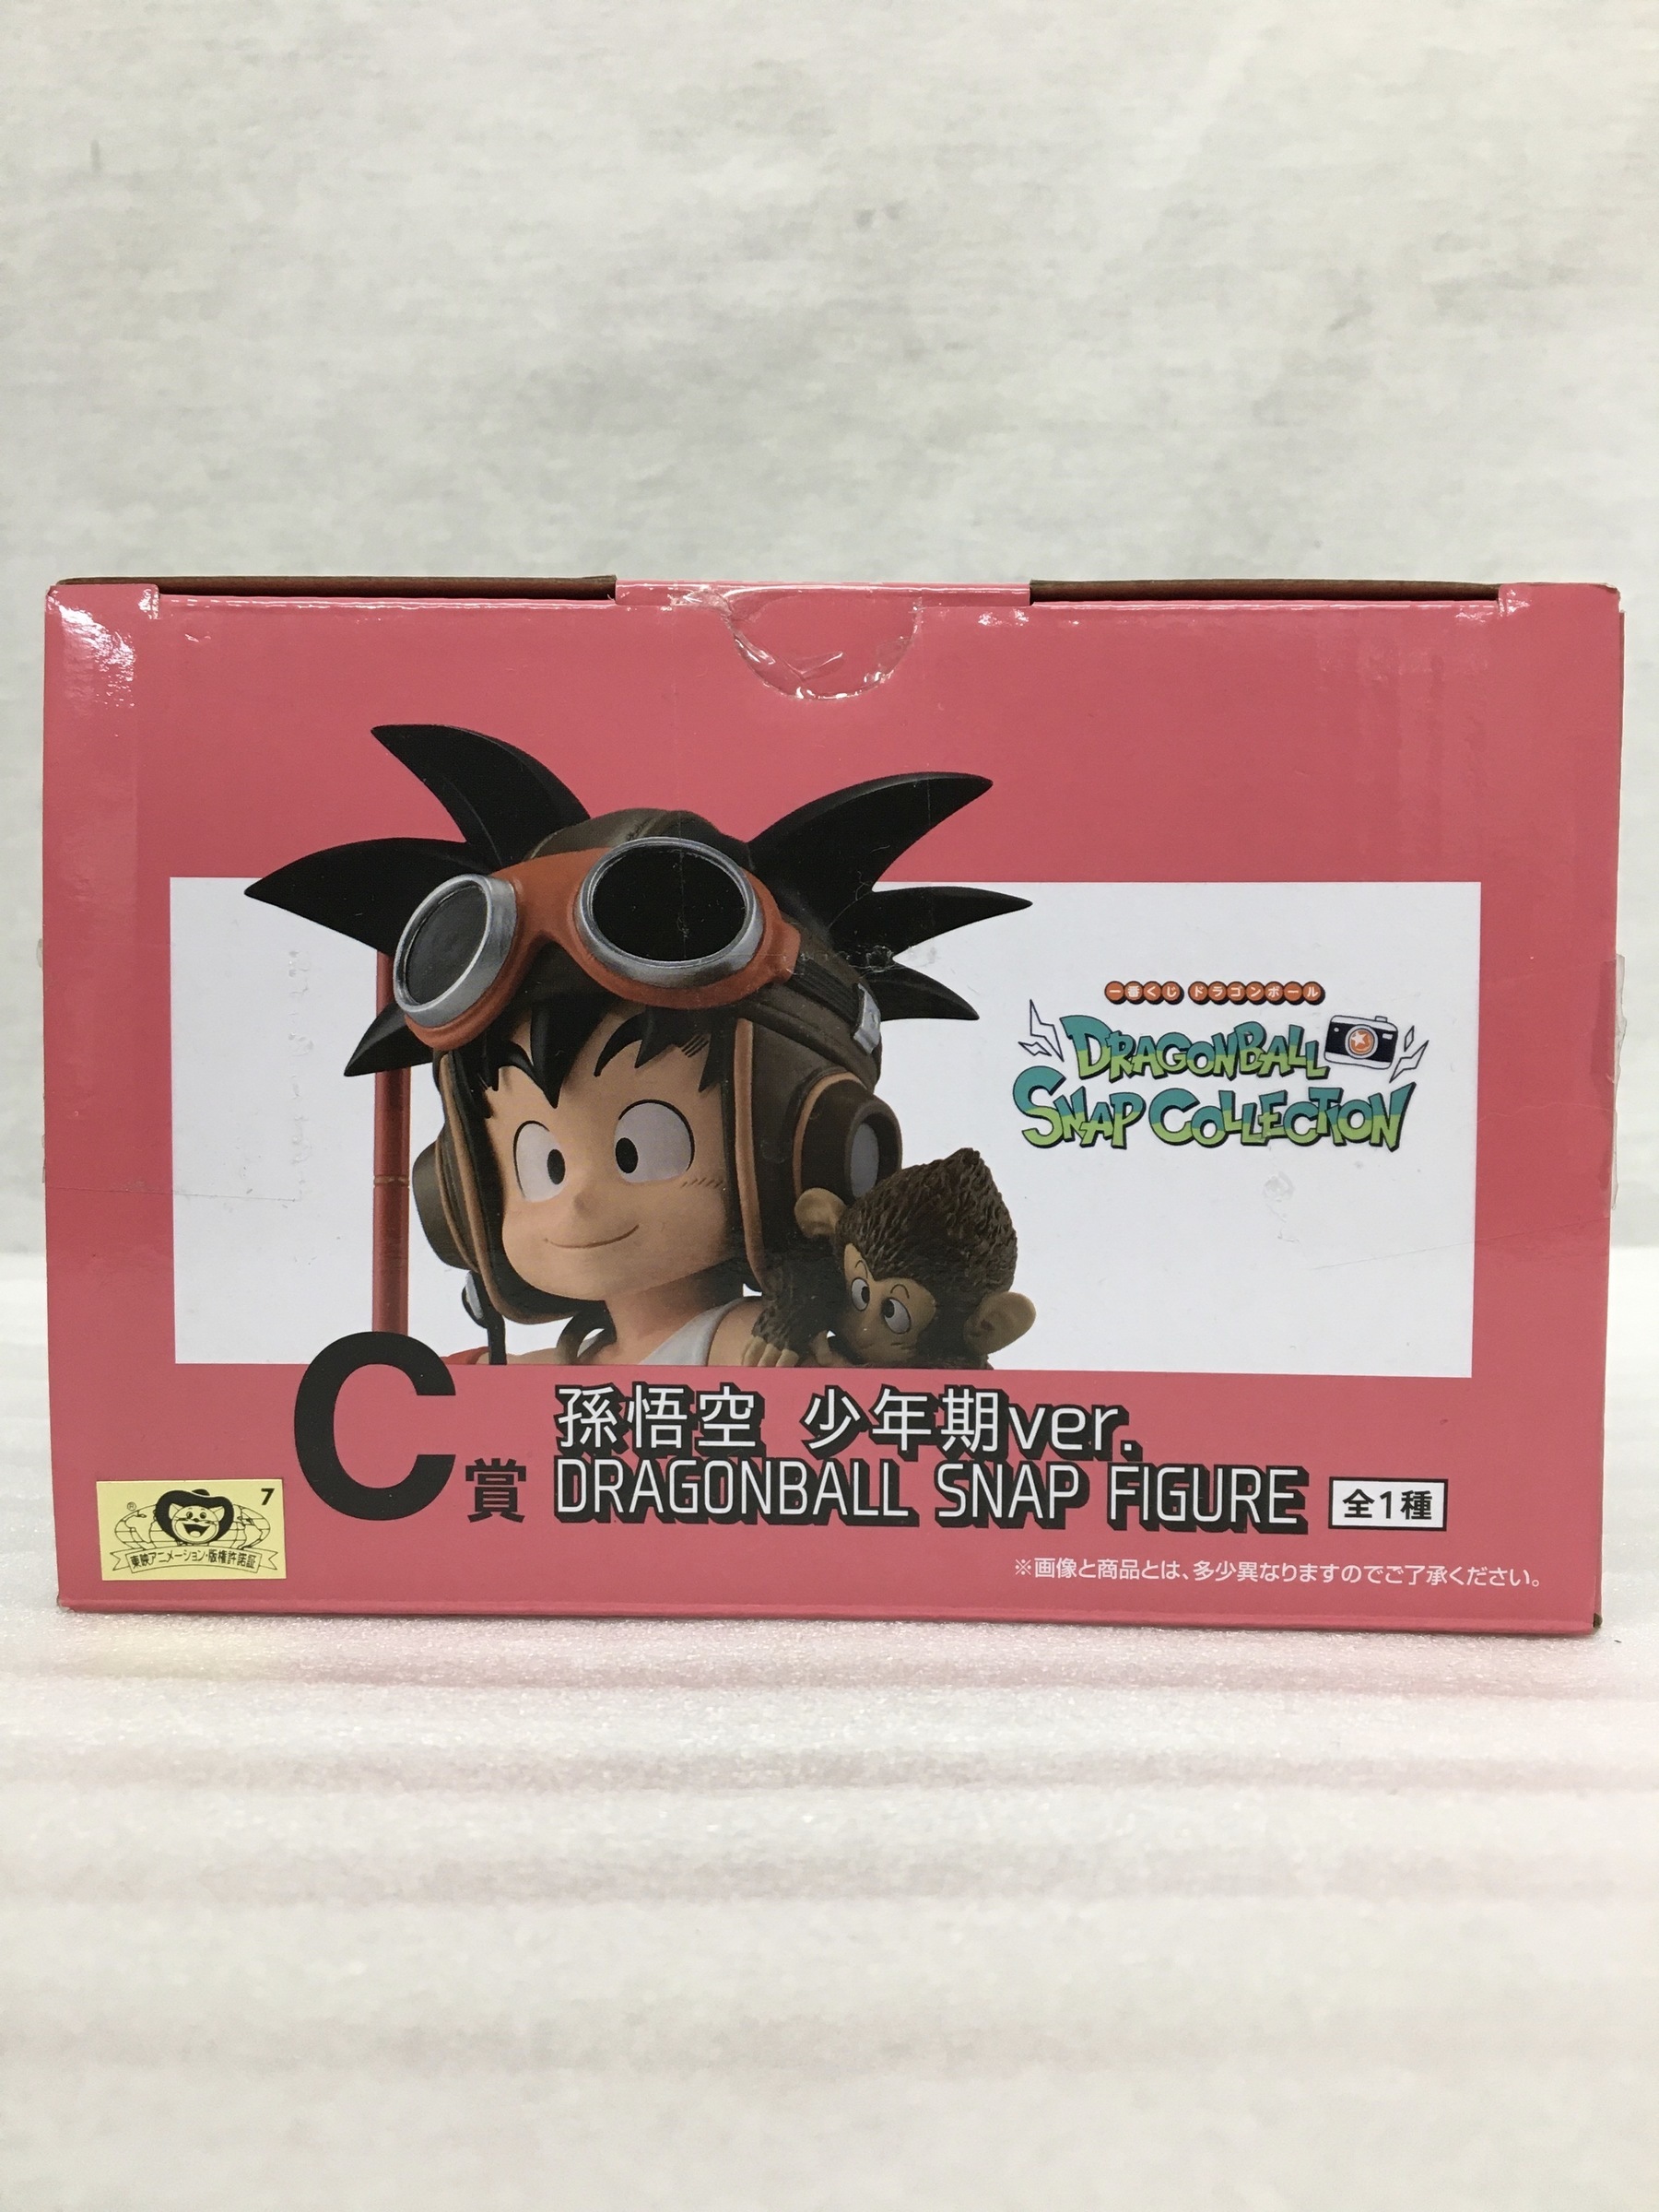 一番くじ ドラゴンボール
DRAGONBALL
SNAP COLLECTION
C賞
孫悟空 少年期ver.
DRAGONBALL SNAP FIGURE
全1種
7
®
東映アニメーション・版権許諾証
※画像と商品とは、多少異なりますのでご了承ください。